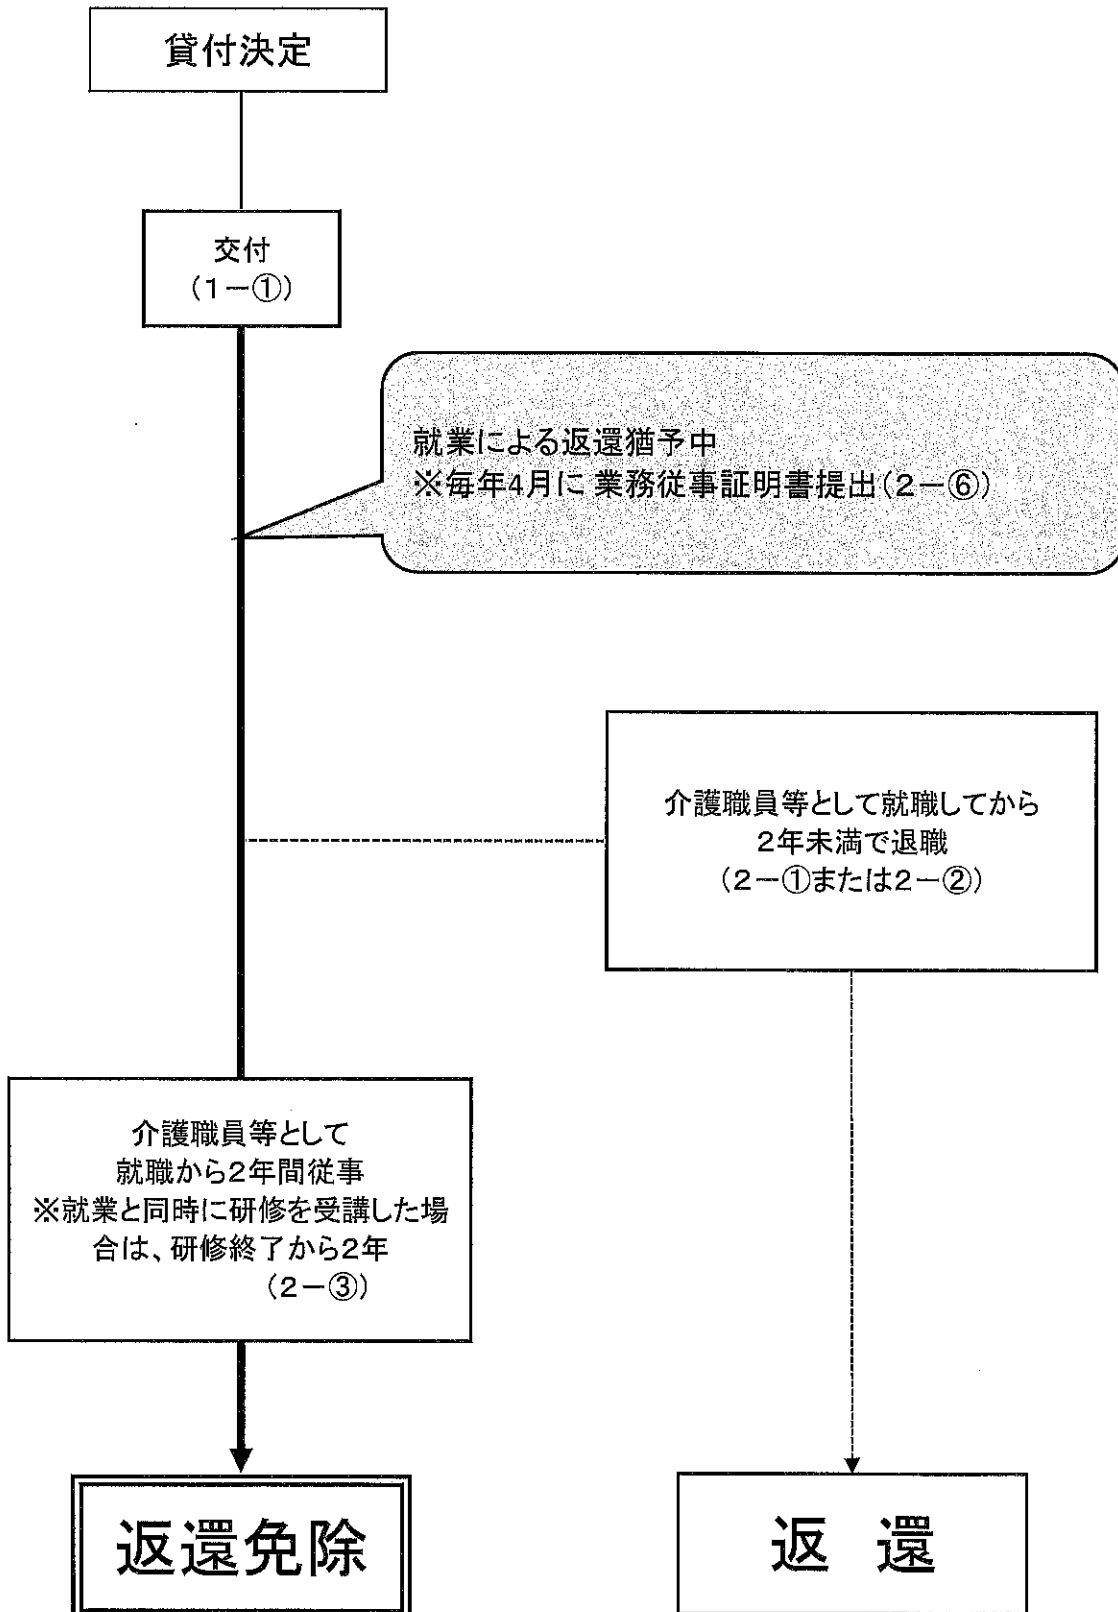 貸付決定
交付
(1－①)
就業による返還猶予中
※毎年4月に 業務従事証明書提出(2－⑥)
介護職員等として就職してから
2年未満で退職
(2－①または2－②)
介護職員等として
就職から2年間従事
※就業と同時に研修を受講した場
合は、研修終了から2年
(2－③)
返還免除
返 還